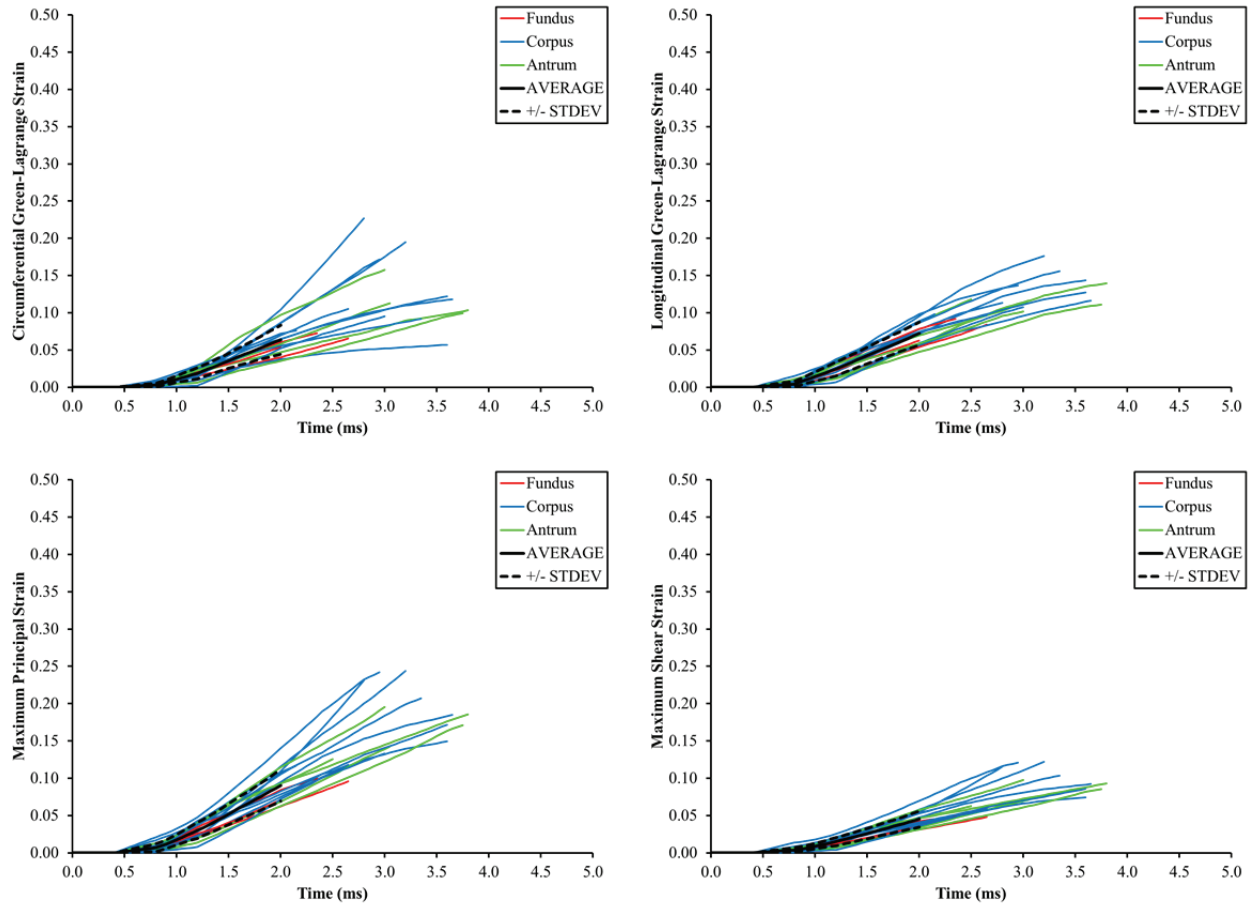 Circumferential Green-Lagrange Strain
0.50
0.45
0.40
0.35
0.30
0.25
0.20
0.15
0.10
0.05
0.00
Fundus
Corpus
Antrum
AVERAGE
+/- STDEV
0.0 0.5 1.0 1.5 2.0 2.5 3.0 3.5 4.0 4.5 5.0
Time (ms)
Longitudinal Green-Lagrange Strain
0.50
0.45
0.40
0.35
0.30
0.25
0.20
0.15
0.10
0.05
0.00
Fundus
Corpus
Antrum
AVERAGE
+/- STDEV
0.0 0.5 1.0 1.5 2.0 2.5 3.0 3.5 4.0 4.5 5.0
Time (ms)
Maximum Principal Strain
0.50
0.45
0.40
0.35
0.30
0.25
0.20
0.15
0.10
0.05
0.00
Fundus
Corpus
Antrum
AVERAGE
+/- STDEV
0.0 0.5 1.0 1.5 2.0 2.5 3.0 3.5 4.0 4.5 5.0
Time (ms)
Maximum Shear Strain
0.50
0.45
0.40
0.35
0.30
0.25
0.20
0.15
0.10
0.05
0.00
Fundus
Corpus
Antrum
AVERAGE
+/- STDEV
0.0 0.5 1.0 1.5 2.0 2.5 3.0 3.5 4.0 4.5 5.0
Time (ms)